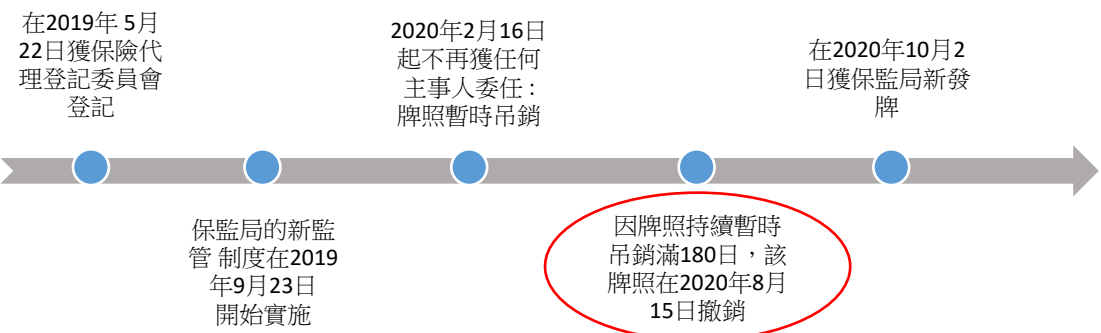 在2019年 5月
22日獲保險代
理登記委員會
登記
保監局的新監
管 制度在2019
年9月23日
開始實施
2020年2月16日
起不再獲任何
主事人委任 :
牌照暫時吊銷
因牌照持續暫時
吊銷滿180日，該
牌照在2020年8月
15日撤銷
在2020年10月2
日獲保監局新發
牌